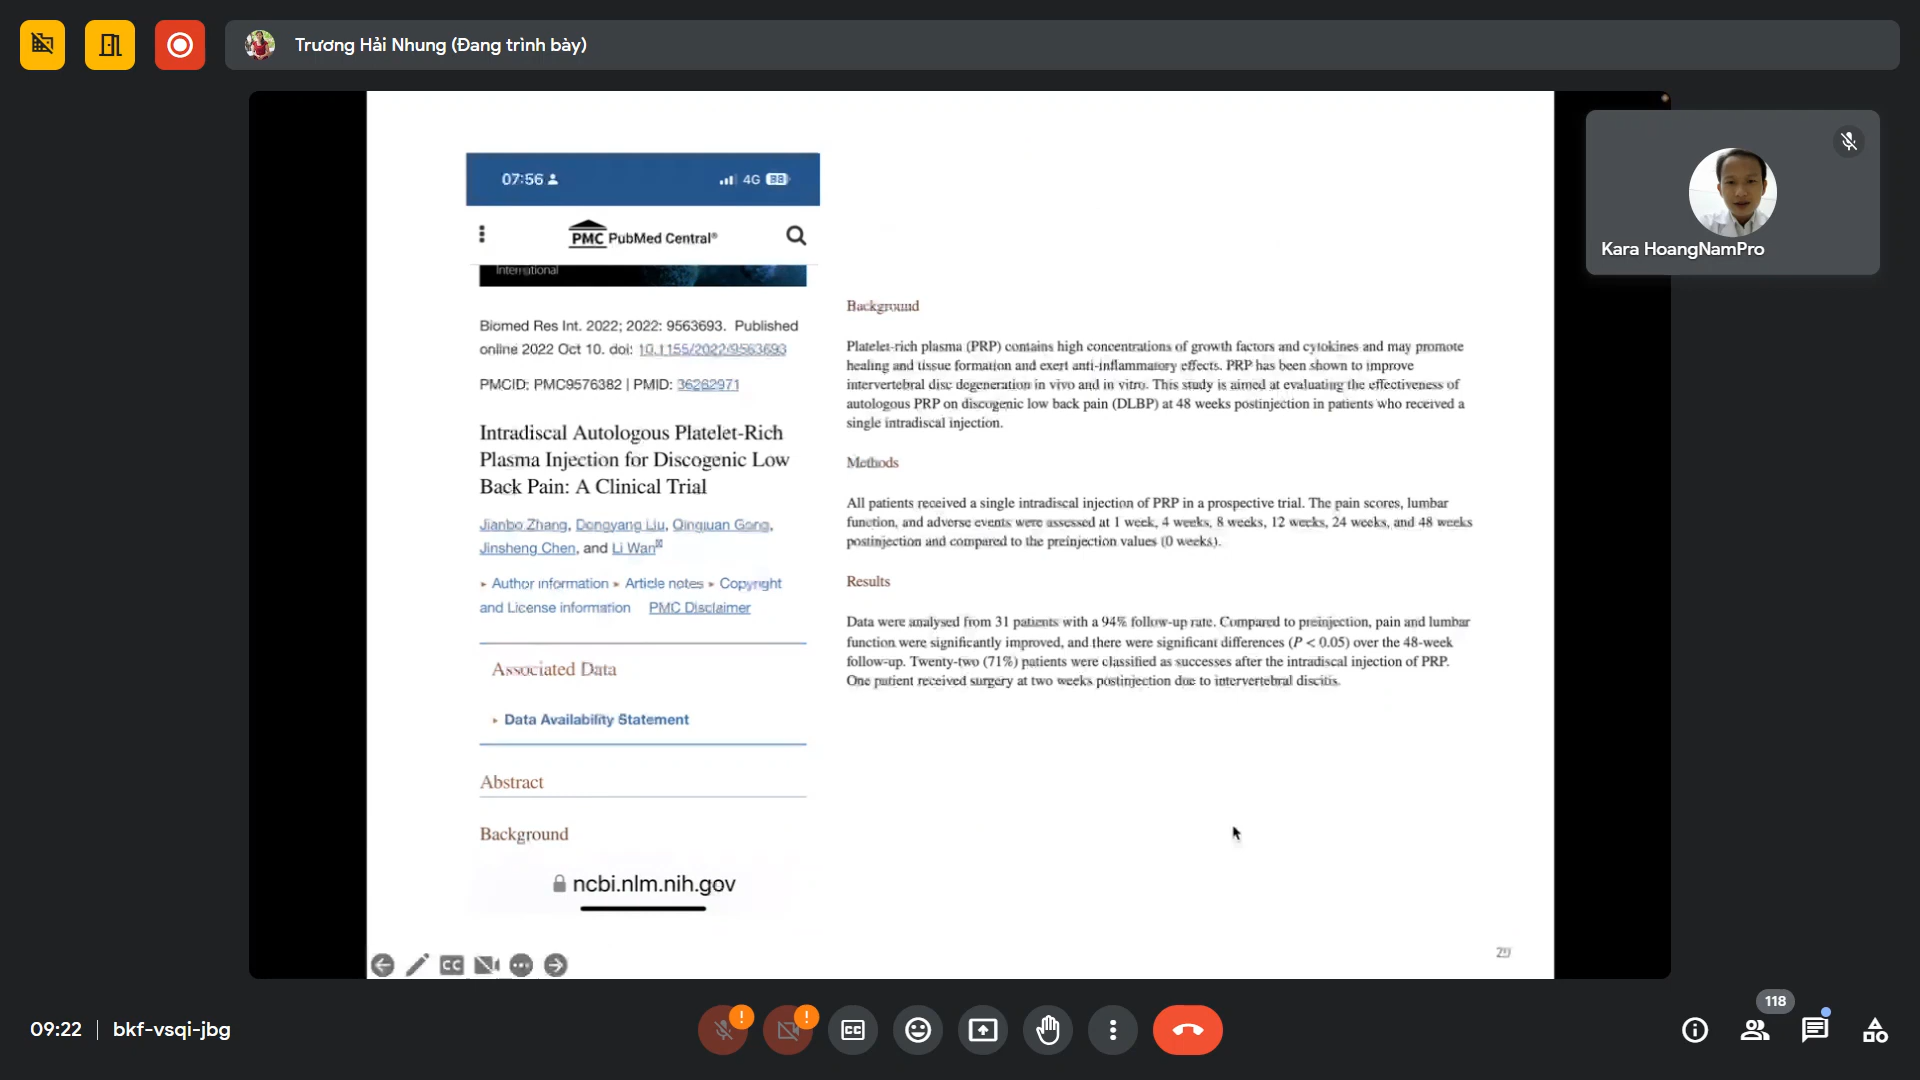 Trương Hải Nhung (Đang trình bày)
07:56
4G 33
PMC PubMed Central®
International
Biomed Res Int. 2022; 2022: 9563693. Published
online 2022 Oct 10. doi: 10.1155/2022/9563693
PMCID: PMC9576382 | PMID: 36262971
Intradiscal Autologous Platelet-Rich
Plasma Injection for Discogenic Low
Back Pain: A Clinical Trial
Jianbo Zhang, Dongyang Liu, Qingjuan Gong,
Jinsheng Chen, and Li Wan
▸ Author information ▸ Article notes ▸ Copyright
and License information PMC Disclaimer
Associated Data
▸ Data Availability Statement
Abstract
Background
ncbi.nlm.nih.gov
Background
Platelet-rich plasma (PRP) contains high concentrations of growth factors and cytokines and may promote
healing and tissue formation and exert anti-inflammatory effects. PRP has been shown to improve
intervertebral disc degeneration in vivo and in vitro. This study is aimed at evaluating the effectiveness of
autologous PRP on discogenic low back pain (DLBP) at 48 weeks postinjection in patients who received a
single intradiscal injection.
Methods
All patients received a single intradiscal injection of PRP in a prospective trial. The pain scores, lumbar
function, and adverse events were assessed at 1 week, 4 weeks, 8 weeks, 12 weeks, 24 weeks, and 48 weeks
postinjection and compared to the preinjection values (0 weeks).
Results
Data were analysed from 31 patients with a 94% follow-up rate. Compared to preinjection, pain and lumbar
function were significantly improved, and there were significant differences (P < 0.05) over the 48-week
follow-up. Twenty-two (71%) patients were classified as successes after the intradiscal injection of PRP.
One patient received surgery at two weeks postinjection due to intervertebral discitis.
Kara HoangNamPro
CC
09:22 | bkf-vsqi-jbg
118